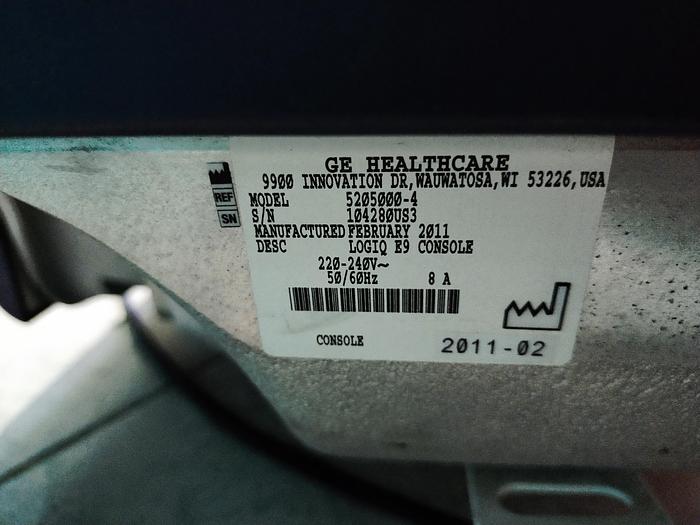 GE HEALTHCARE
9900 INNOVATION DR,WAUWATOSA,WI 53226,USA
REF MODEL 5205000-4
SN S/N 104280US3
MANUFACTURED FEBRUARY 2011
DESC LOGIQ E9 CONSOLE
220-240V~
50/60Hz 8 A
CONSOLE
2011-02